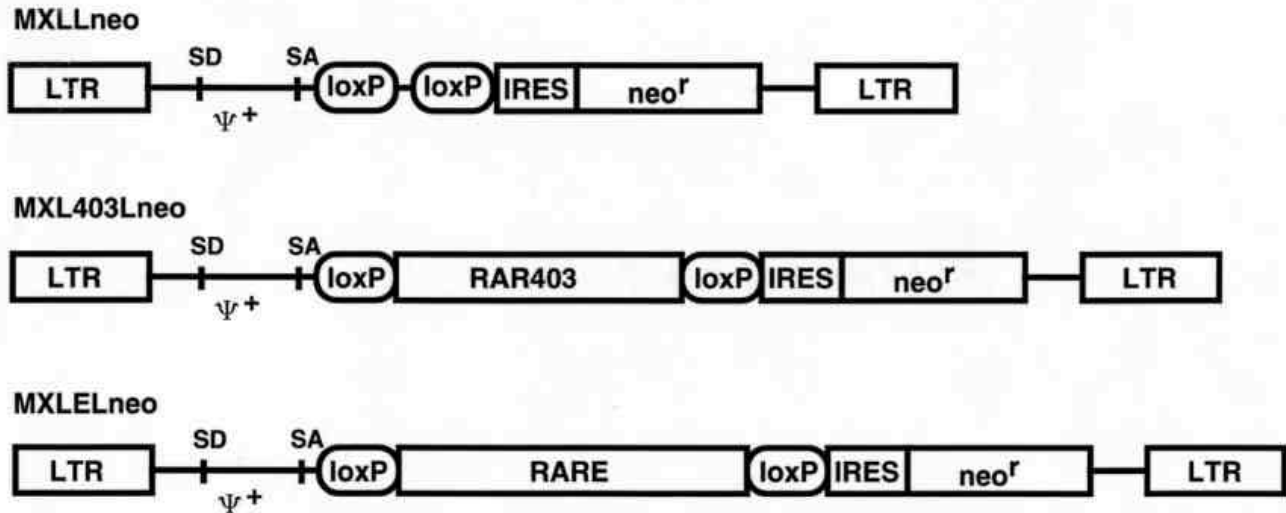 MXLLneo
SD SA
LTR loxP loxP IRES neoʳ LTR
Ψ+
MXL403Lneo
SD SA
LTR loxP RAR403 loxP IRES neoʳ LTR
Ψ+
MXLELneo
SD SA
LTR loxP RARE loxP IRES neoʳ LTR
Ψ+